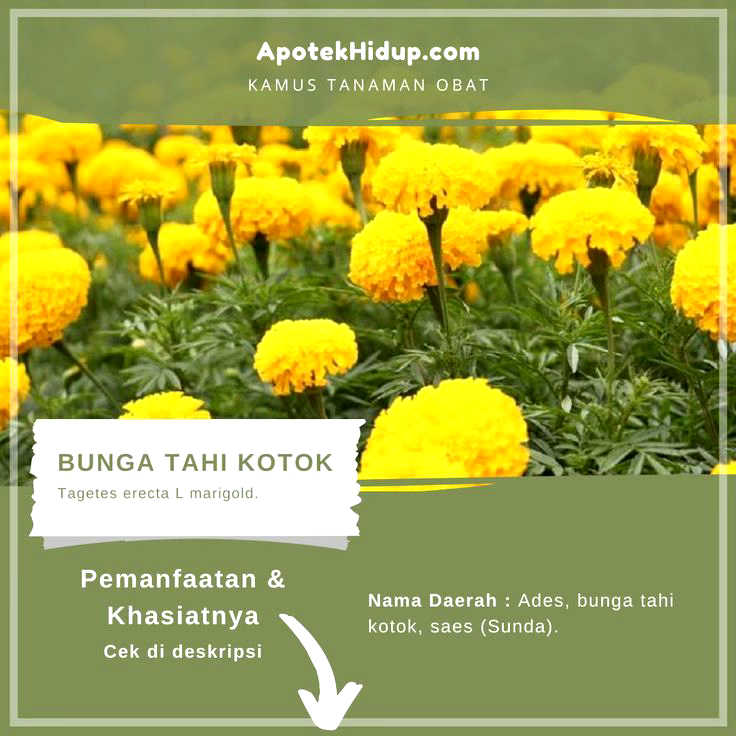 ApotekHidup.com
KAMUS TANAMAN OBAT
BUNGA TAHI KOTOK
Tagetes erecta L marigold.
Pemanfaatan &
Khasiatnya
Cek di deskripsi
Nama Daerah : Ades, bunga tahi
kotok, saes (Sunda).